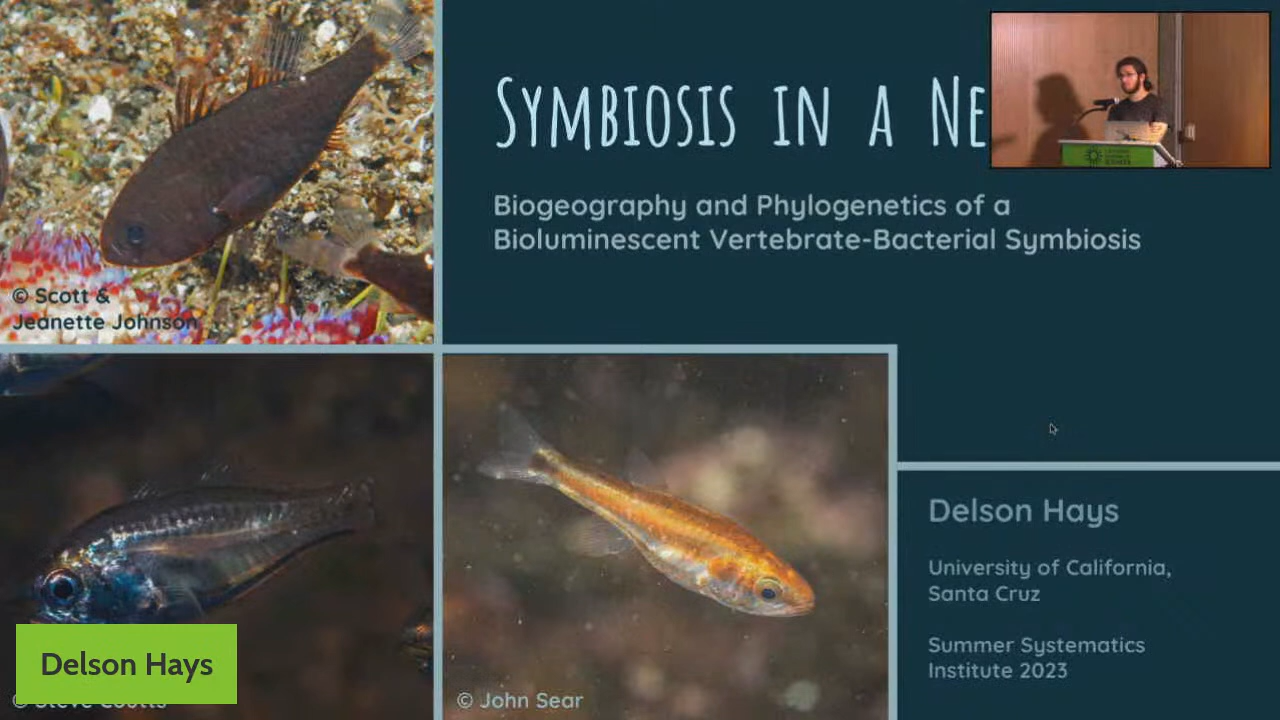 Symbiosis in a Ne
Biogeography and Phylogenetics of a
Bioluminescent Vertebrate-Bacterial Symbiosis
© Scott &
Jeanette Johnson
Delson Hays
University of California,
Santa Cruz
Summer Systematics
Institute 2023
Delson Hays
© John Sear